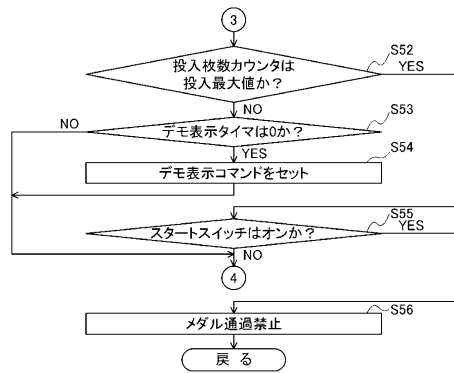 3
S52
投入枚数カウンタは
投入最大値か?
YES
NO
S53
NO
デモ表示タイマは0か?
YES
S54
デモ表示コマンドをセット
S55
スタートスイッチはオンか?
YES
NO
4
S56
メダル通過禁止
戻る